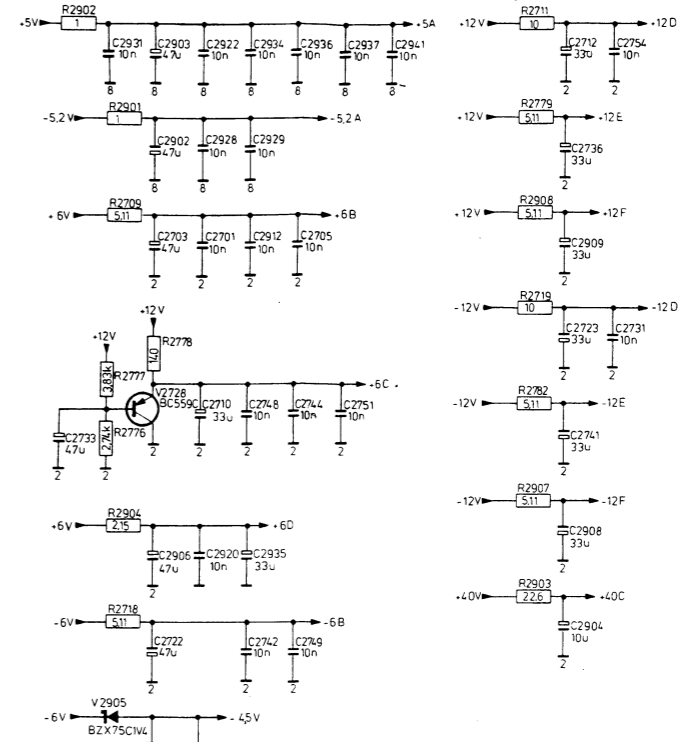 R2902
+5V 1 +5A
C2931 10n
C2903 47u
C2922 10n
C2934 10n
C2936 10n
C2937 10n
C2941 10n
8 8 8 8 8 8 8
R2901
-5,2V 1 -5,2A
C2902 47u
C2928 10n
C2929 10n
8 8 8
R2709
+6V 5,11 +6B
C2703 47u
C2701 10n
C2912 10n
C2705 10n
2 2 2 2
+12V
+12V
140 R2778
3,83k R2777
V2728
BC559C
+6C
C2710 33u
C2748 10n
C2744 10n
C2751 10n
C2733 47u
2,74k R2776
2 2 2 2 2 2 2
R2904
+6V 2,15 +6D
C2906 47u
C2920 10n
C2935 33u
2
R2718
-6V 5,11 -6B
C2722 47u
C2742 10n
C2749 10n
2 2 2
V2905
-6V -4,5V
BZX75C1V4
R2711
+12V 10 +12D
C2712 33u
C2754 10n
2 2
R2779
+12V 5,11 +12E
C2736 33u
2
R2908
+12V 5,11 +12F
C2909 33u
2
R2719
-12V 10 -12D
C2723 33u
C2731 10n
2 2
R2782
-12V 5,11 -12E
C2741 33u
2
R2907
-12V 5,11 -12F
C2908 33u
2
R2903
+40V 22.6 +40C
C2904 10u
2